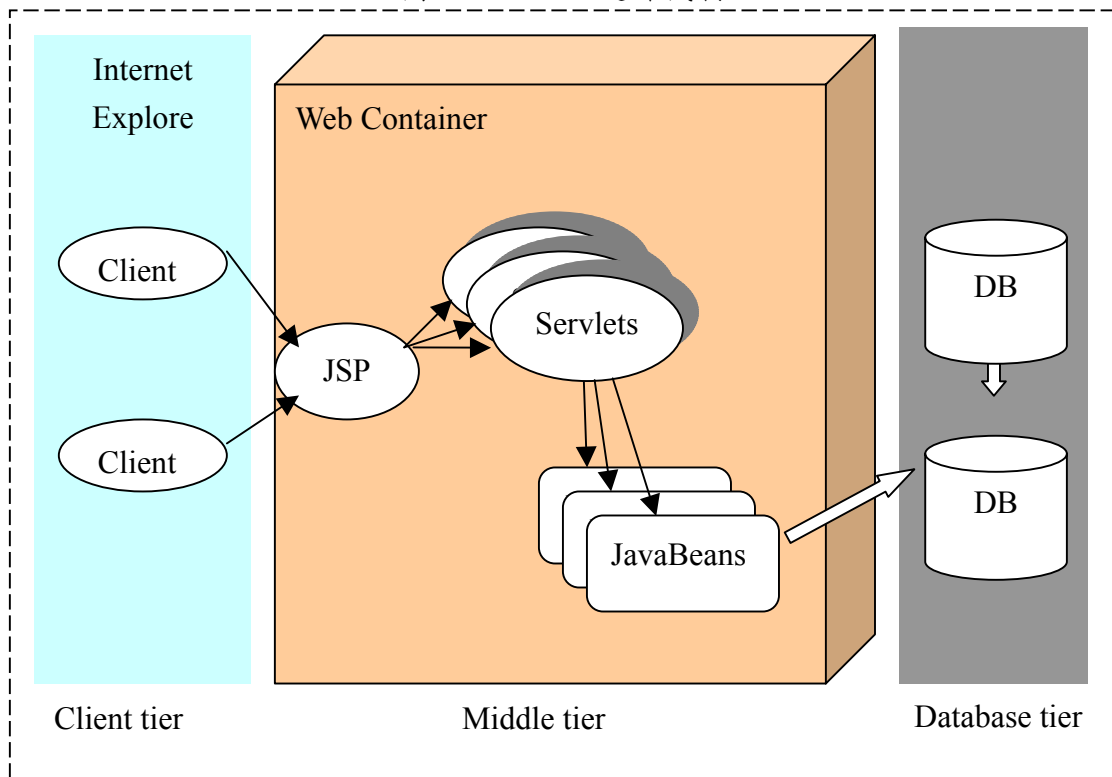 Internet
Explore
Web Container
Client
Client
JSP
Servlets
JavaBeans
DB
DB
Client tier
Middle tier
Database tier